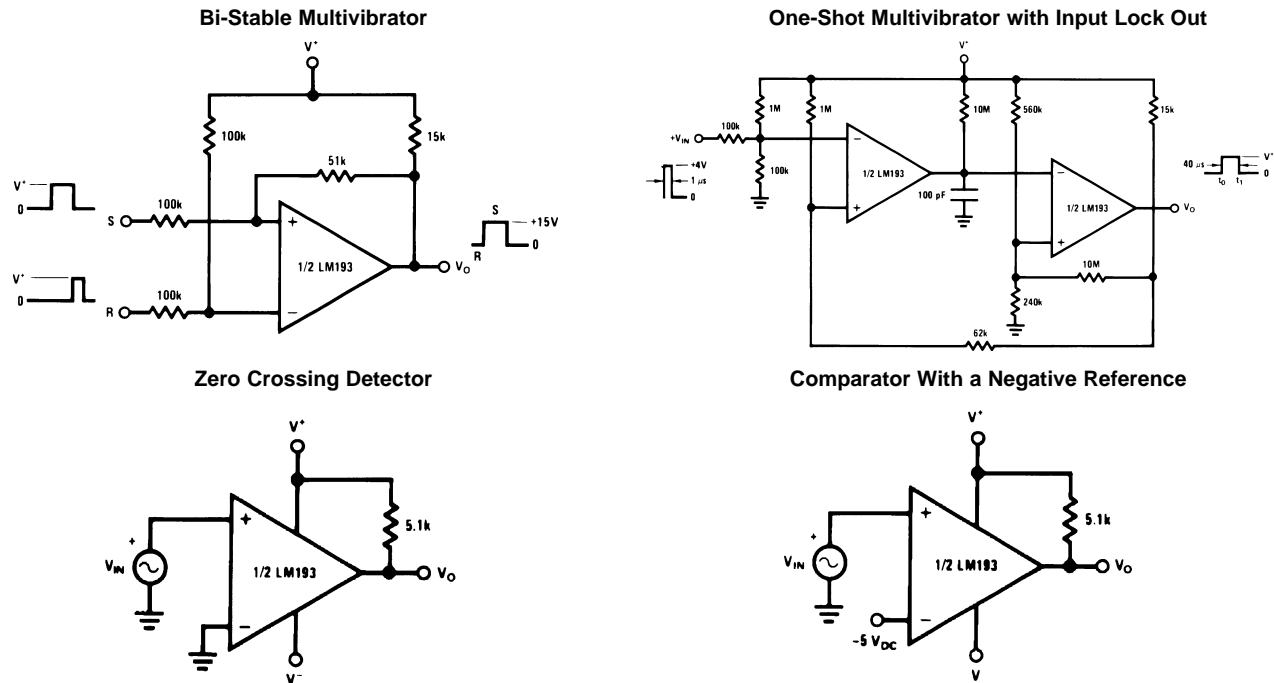 Bi-Stable Multivibrator
V+
100k
15k
51k
V+
0
S
100k
+
1/2 LM193
S
+15V
0
R
VO
V+
0
R
100k
−
One-Shot Multivibrator with Input Lock Out
V+
1M
1M
10M
560k
15k
100k
+VIN
+4V
1 μs
0
100k
−
1/2 LM193
+
100 pF
−
1/2 LM193
+
VO
40 μs
V+
0
t0 t1
10M
240k
62k
Zero Crossing Detector
V+
5.1k
+
VIN
+
1/2 LM193
−
VO
V−
Comparator With a Negative Reference
V+
5.1k
+
VIN
+
1/2 LM193
−
VO
−5 VDC
V